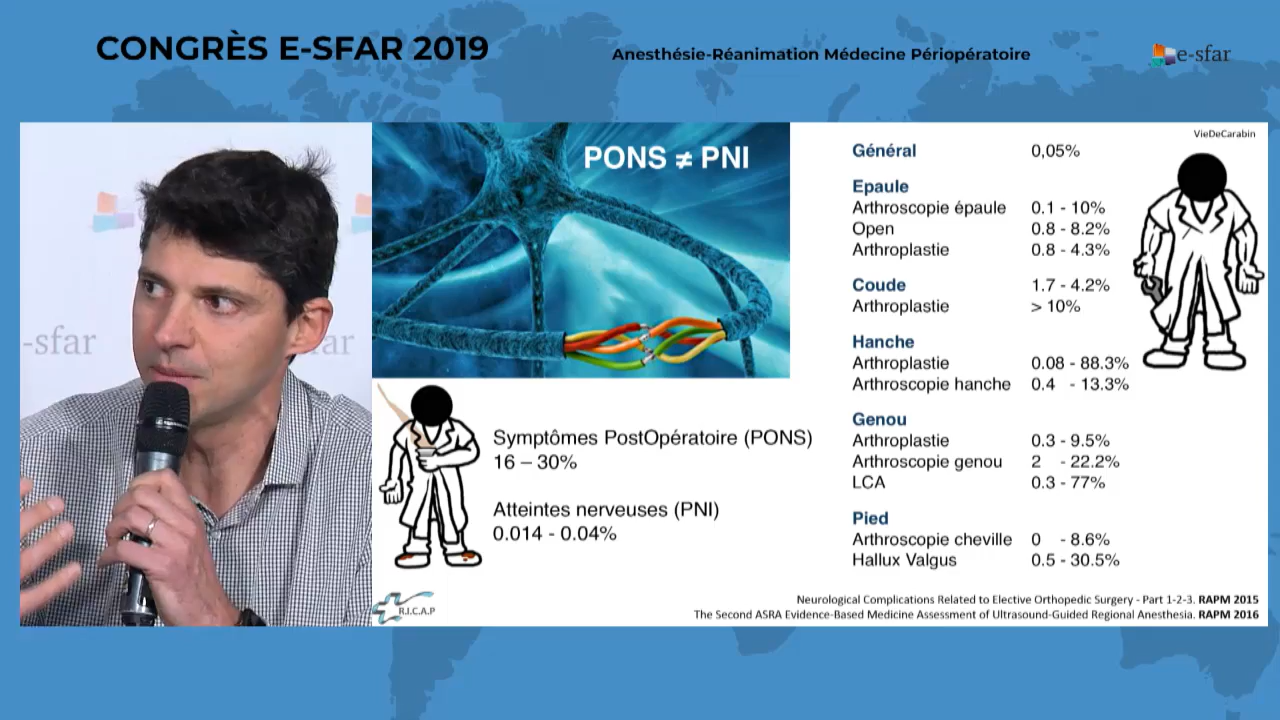 CONGRÈS E-SFAR 2019
Anesthésie-Réanimation Médecine Périopératoire
e-sfar
-sfar
far
PONS ≠ PNI
Symptômes PostOpératoire (PONS)
16 – 30%
Atteintes nerveuses (PNI)
0.014 - 0.04%
R.I.C.A.P
VieDeCarabin
Général 0,05%
Epaule
Arthroscopie épaule 0.1 - 10%
Open 0.8 - 8.2%
Arthroplastie 0.8 - 4.3%
Coude 1.7 - 4.2%
Arthroplastie > 10%
Hanche
Arthroplastie 0.08 - 88.3%
Arthroscopie hanche 0.4 - 13.3%
Genou
Arthroplastie 0.3 - 9.5%
Arthroscopie genou 2 - 22.2%
LCA 0.3 - 77%
Pied
Arthroscopie cheville 0 - 8.6%
Hallux Valgus 0.5 - 30.5%
Neurological Complications Related to Elective Orthopedic Surgery - Part 1-2-3. RAPM 2015
The Second ASRA Evidence-Based Medicine Assessment of Ultrasound-Guided Regional Anesthesia. RAPM 2016